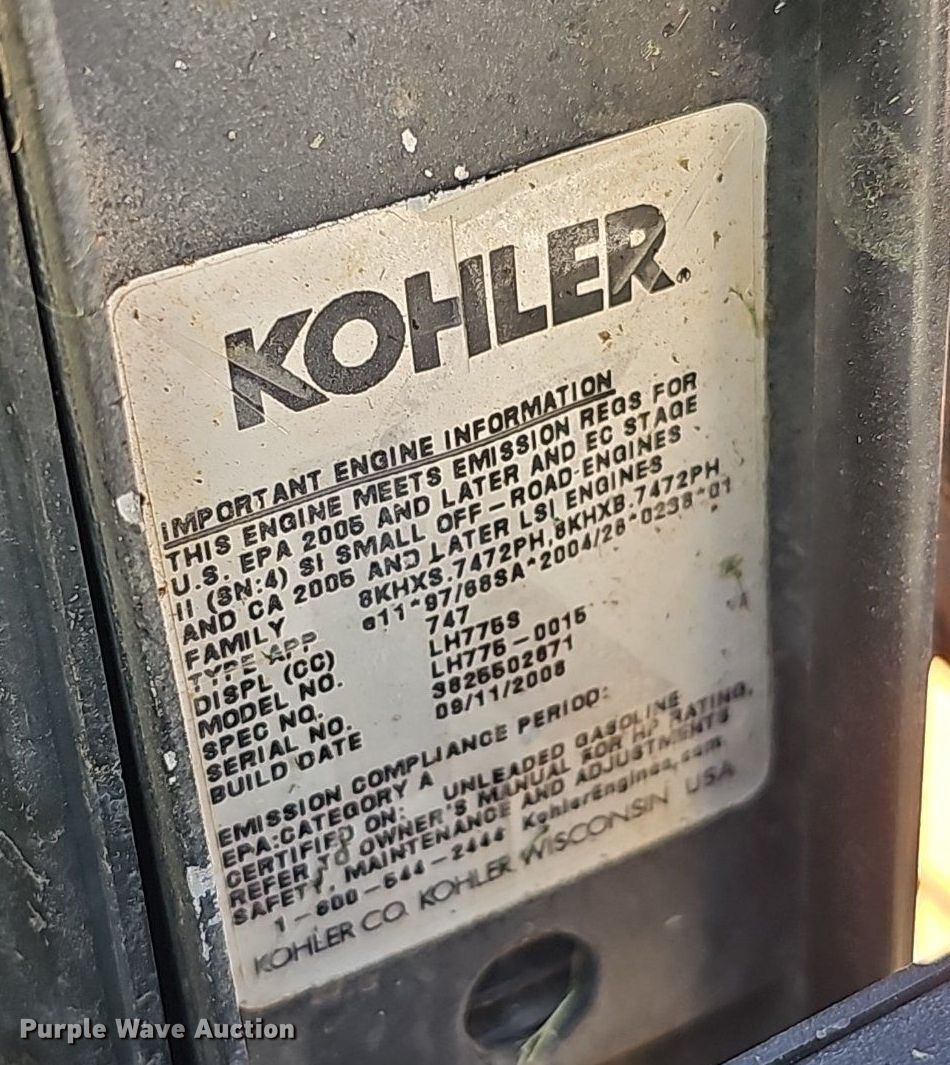 KOHLER®
IMPORTANT ENGINE INFORMATION
THIS ENGINE MEETS EMISSION REGS FOR
U.S. EPA 2005 AND LATER AND EC STAGE
II (SN:4) SI SMALL OFF-ROAD-ENGINES
AND CA 2005 AND LATER LSI ENGINES
FAMILY 8KHXS.7472PH,8KHXB.7472PH
TYPE APP e11*97/68SA*2004/26*0238*01
DISPL (CC) 747
MODEL NO. LH775S
SPEC NO. LH775-0015
SERIAL NO. 3825502671
BUILD DATE 09/11/2008
EMISSION COMPLIANCE PERIOD:
EPA:CATEGORY A
CERTIFIED ON: UNLEADED GASOLINE
REFER TO OWNER'S MANUAL FOR HP RATING,
SAFETY, MAINTENANCE AND ADJUSTMENTS
1-800-544-2444 KohlerEngines.com
KOHLER CO. KOHLER, WISCONSIN USA
Purple Wave Auction